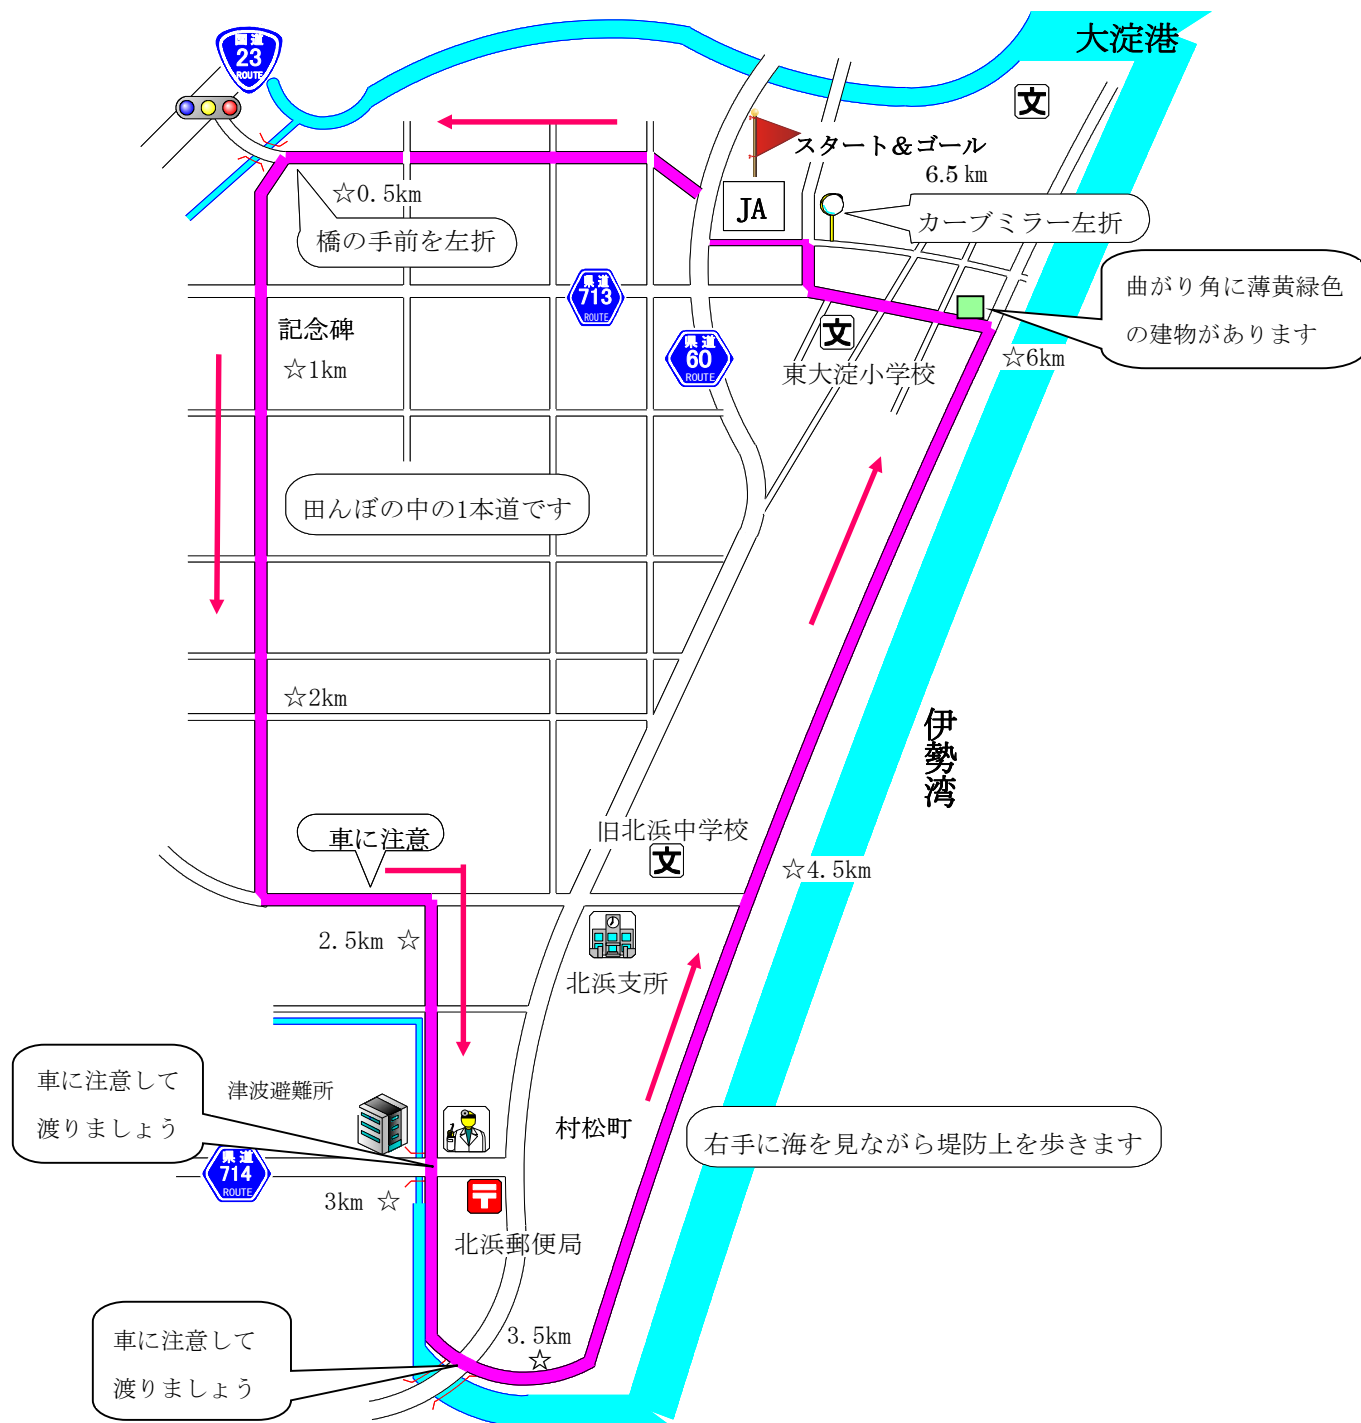 大淀港
国道
23
ROUTE
文
スタート＆ゴール
6.5㎞
JA
☆0.5km
橋の手前を左折
カーブミラー左折
曲がり角に薄黄緑色
の建物があります
県道
713
ROUTE
記念碑
☆1km
文
県道
60
ROUTE
東大淀小学校
☆6km
田んぼの中の1本道です
☆2km
伊勢湾
車に注意
旧北浜中学校
文
☆4.5km
2.5km ☆
北浜支所
車に注意して
渡りましょう
津波避難所
村松町
右手に海を見ながら堤防上を歩きます
県道
714
ROUTE
3km ☆
〒
北浜郵便局
車に注意して
渡りましょう
3.5km
☆